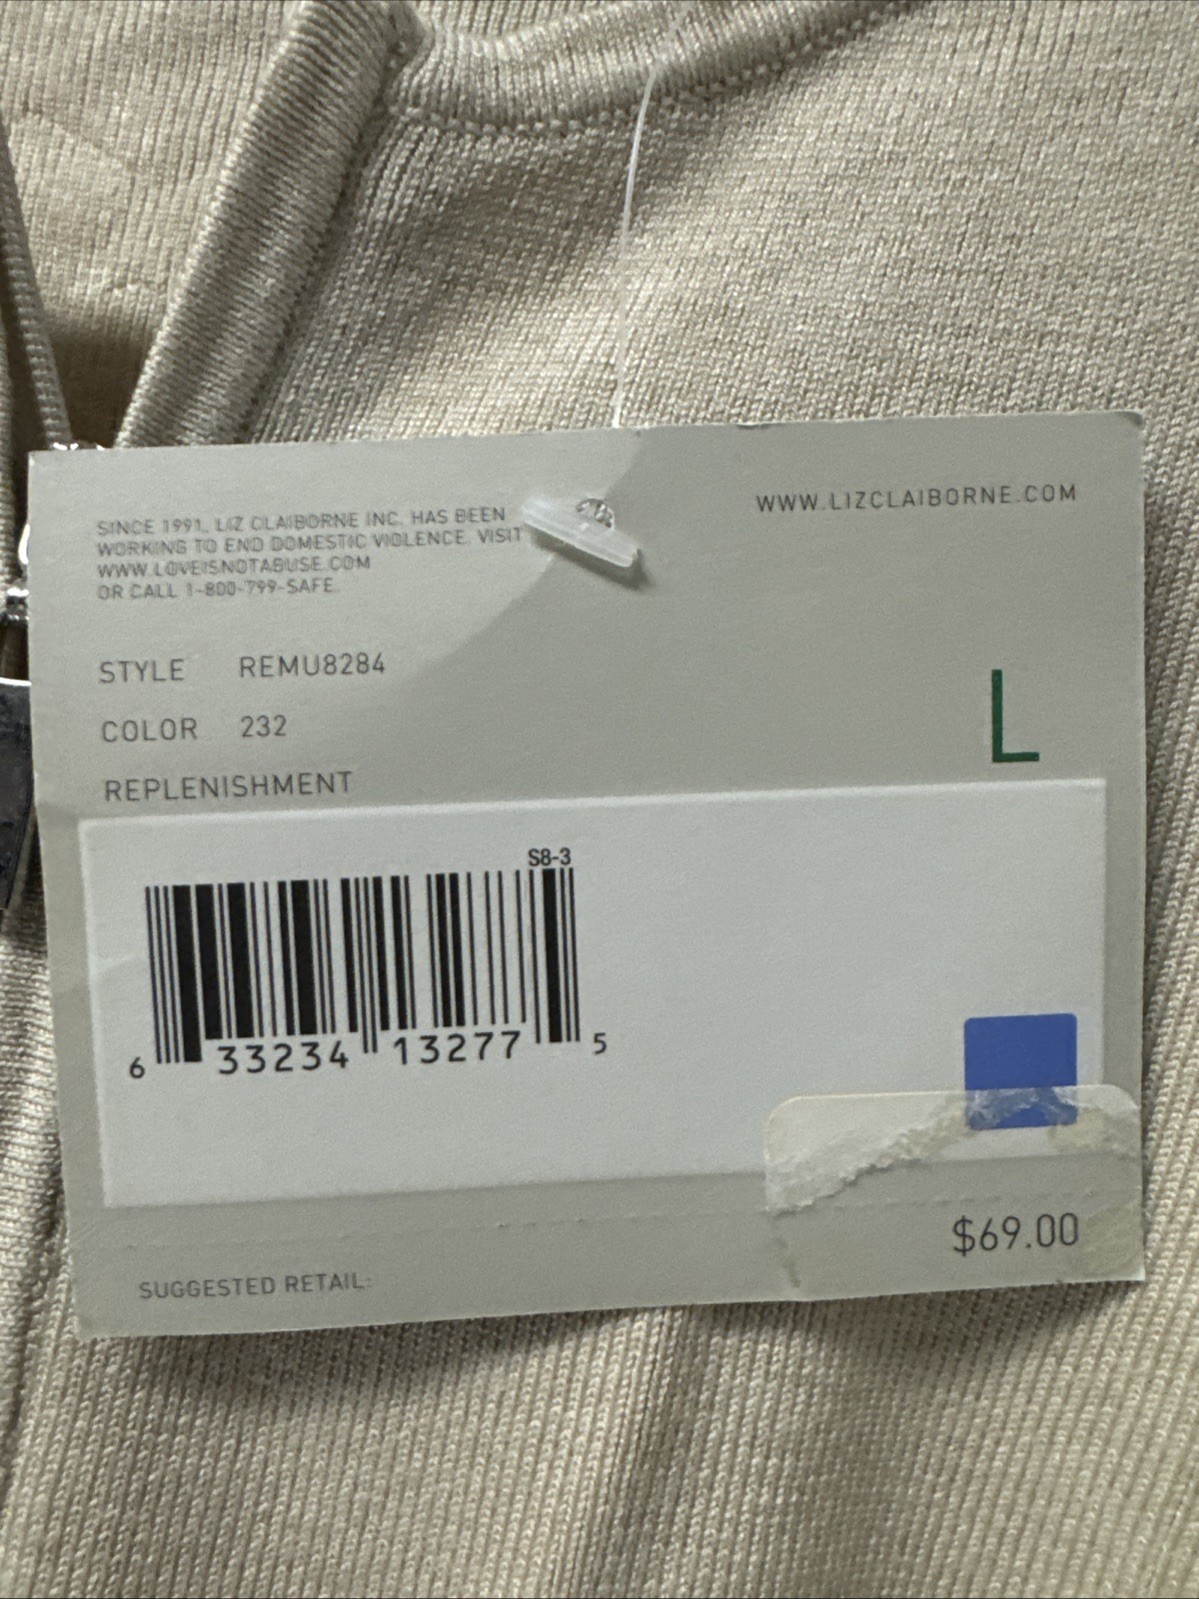 WWW.LIZCLAIBORNE.COM
SINCE 1991, LIZ CLAIBORNE INC. HAS BEEN
WORKING TO END DOMESTIC VIOLENCE. VISIT
WWW.LOVEISNOTABUSE.COM
OR CALL 1-800-799-SAFE.
STYLE REMU8284
COLOR 232
L
REPLENISHMENT
S8-3
6 33234 13277 5
$69.00
SUGGESTED RETAIL: